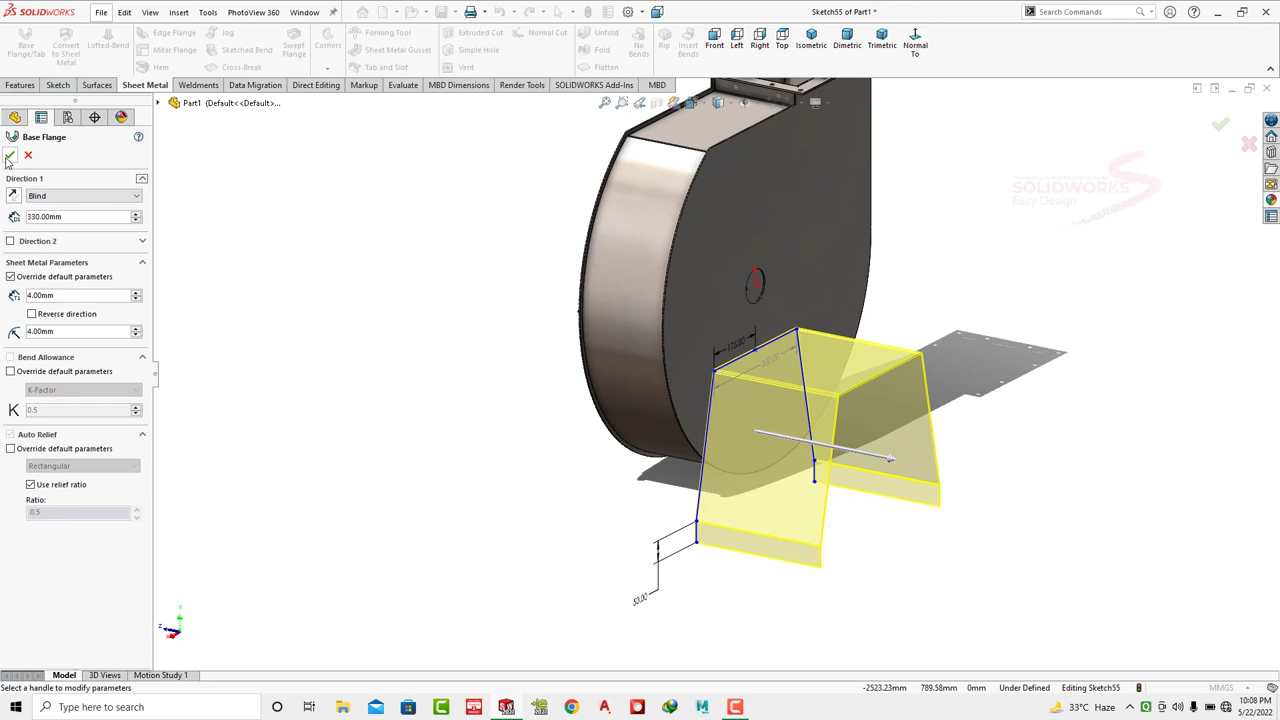 SOLIDWORKS
File Edit View Insert Tools PhotoView 360 Window
Sketch55 of Part1 *
Search Commands
Base Flange/Tab
Convert to Sheet Metal
Lofted-Bend
Edge Flange
Miter Flange
Hem
Jog
Sketched Bend
Cross-Break
Swept Flange
Corners
Forming Tool
Sheet Metal Gusset
Tab and Slot
Extruded Cut
Simple Hole
Vent
Normal Cut
Unfold
Fold
Flatten
No Bends
Rip
Insert Bends
Front
Left
Right
Top
Isometric
Dimetric
Trimetric
Normal To
Features Sketch Surfaces Sheet Metal Weldments Data Migration Direct Editing Markup Evaluate MBD Dimensions Render Tools SOLIDWORKS Add-Ins MBD
Part1 (Default<<Default>...
Base Flange
Direction 1
Blind
330.00mm
Direction 2
Sheet Metal Parameters
Override default parameters
4.00mm
Reverse direction
4.00mm
Bend Allowance
Override default parameters
K-Factor
K 0.5
Auto Relief
Override default parameters
Rectangular
Use relief ratio
Ratio:
0.5
SOLIDWORKS
Easy Design
175.00
50.00
Y
Z
X
Model 3D Views Motion Study 1
Select a handle to modify parameters
-2523.23mm 789.58mm 0mm Under Defined Editing Sketch55 MMGS
Type here to search
33°C Haze
10:08 PM
5/22/2022